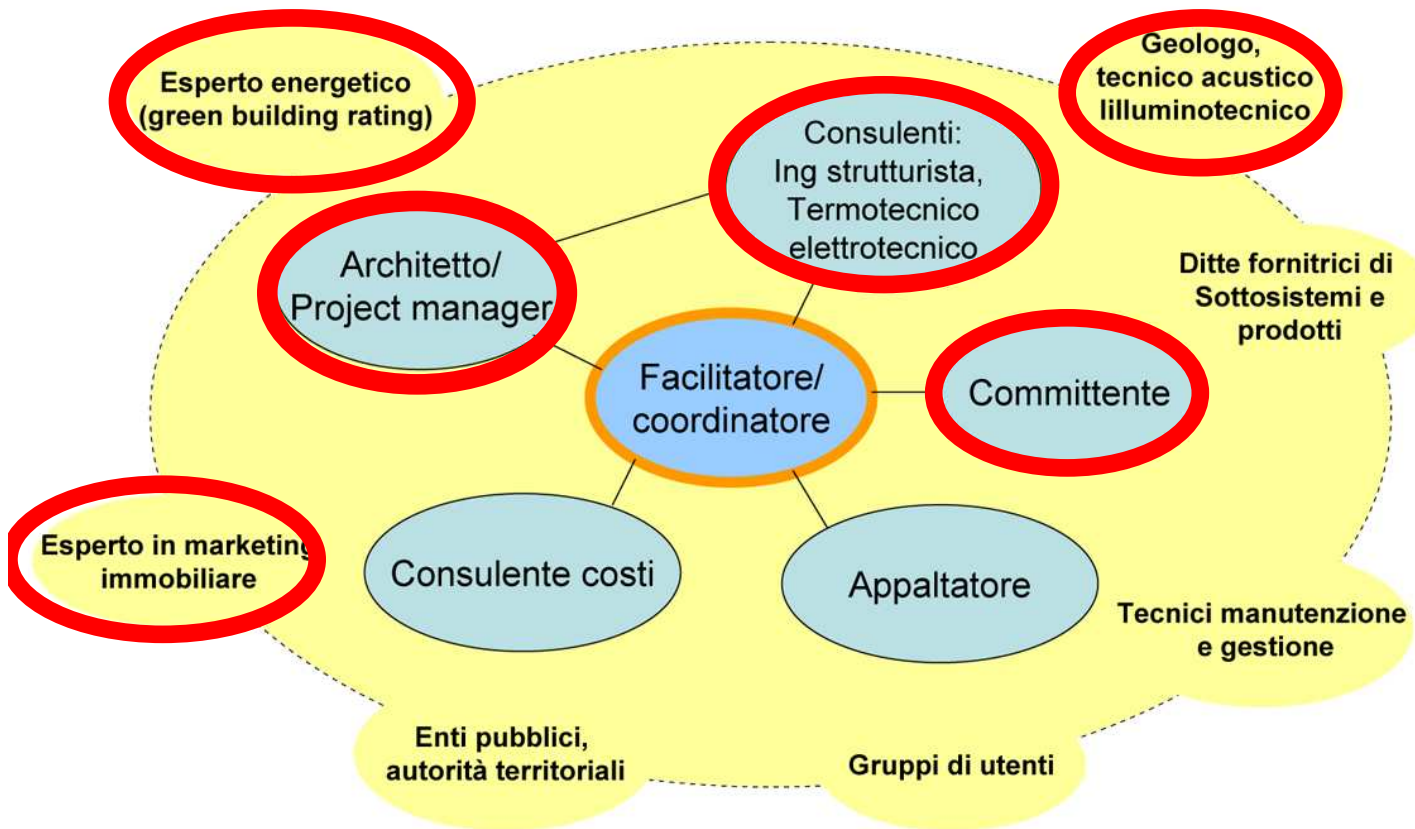 Esperto energetico
(green building rating)
Geologo,
tecnico acustico
lilluminotecnico
Consulenti:
Ing strutturista,
Termotecnico
elettrotecnico
Architetto/
Project manager
Ditte fornitrici di
Sottosistemi e
prodotti
Facilitatore/
coordinatore
Committente
Esperto in marketing
immobiliare
Consulente costi
Appaltatore
Tecnici manutenzione
e gestione
Enti pubblici,
autorità territoriali
Gruppi di utenti